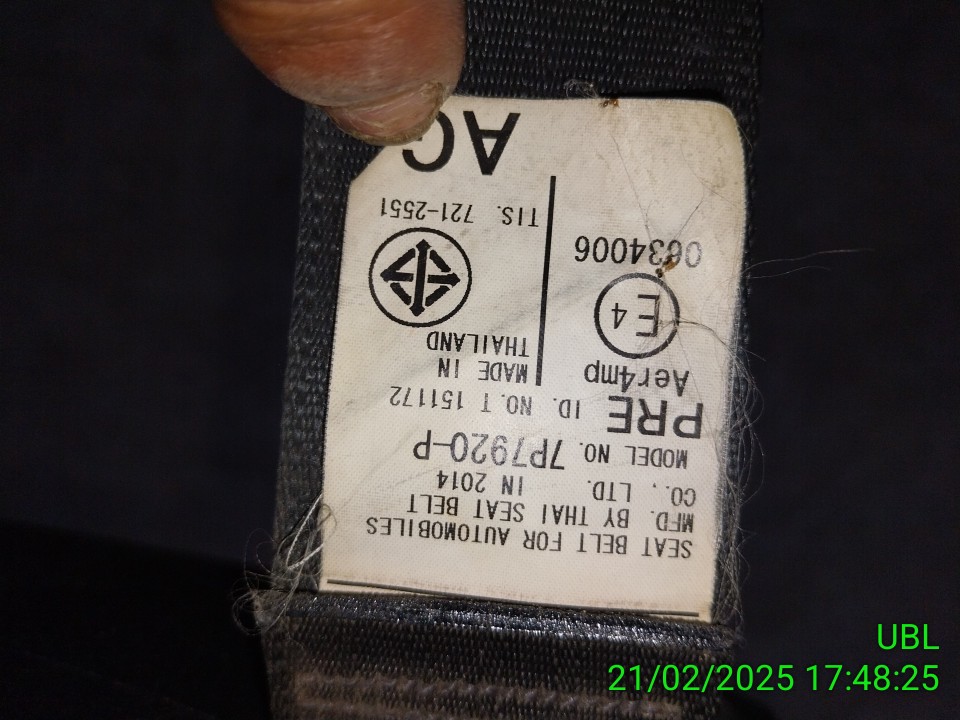 SEAT BELT FOR AUTOMOBILES
MFD. BY THAI SEAT BELT
CO., LTD. IN 2014
MODEL NO. 7P7920-P
PRE ID. NO. T 151172
Aer4mp
MADE IN
THAILAND
E4
0634006
TIS. 721-2551
AG
UBL
21/02/2025 17:48:25